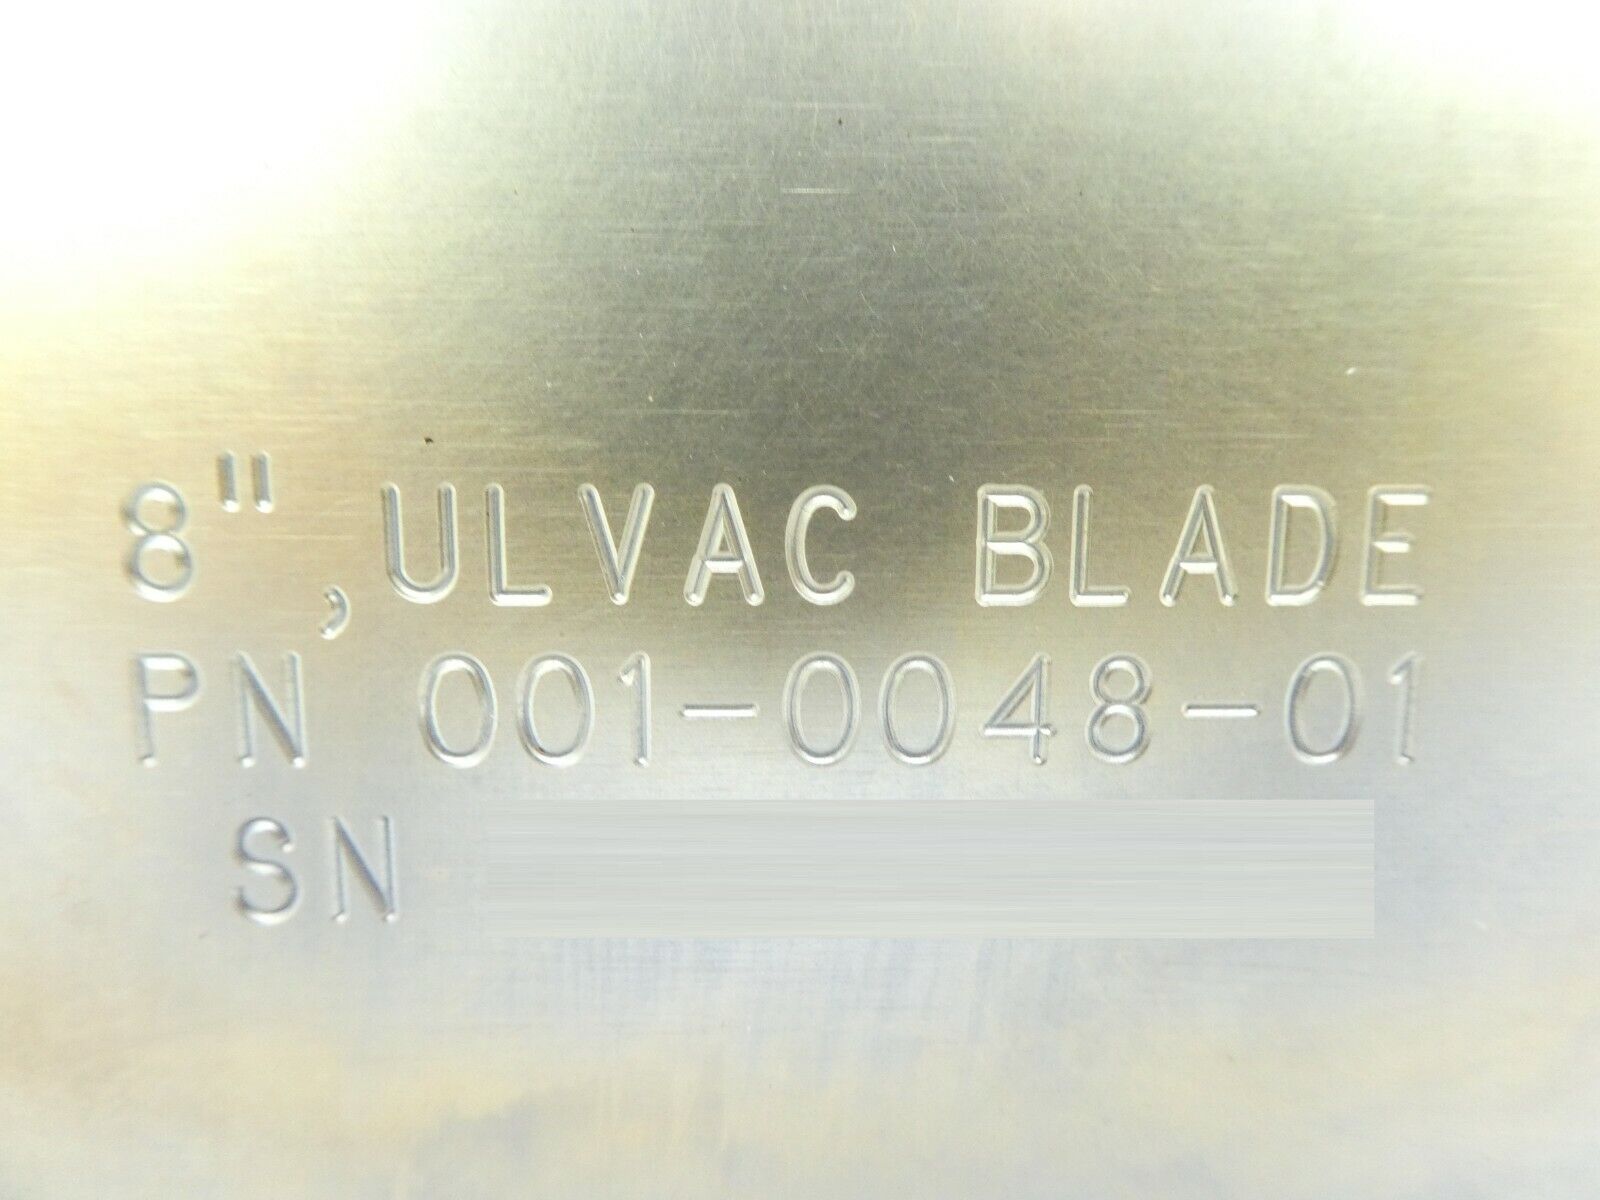 8", ULVAC BLADE
PN 001-0048-01
SN